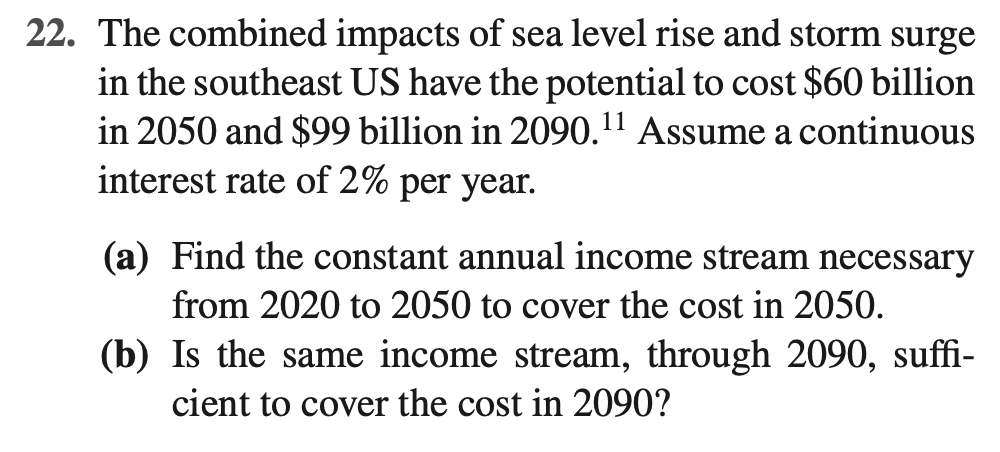 22. The combined impacts of sea level rise and storm surge
in the southeast US have the potential to cost $60 billion
in 2050 and $99 billion in 2090.¹¹ Assume a continuous
interest rate of 2% per year.
(a) Find the constant annual income stream necessary
from 2020 to 2050 to cover the cost in 2050.
(b) Is the same income stream, through 2090, suffi-
cient to cover the cost in 2090?